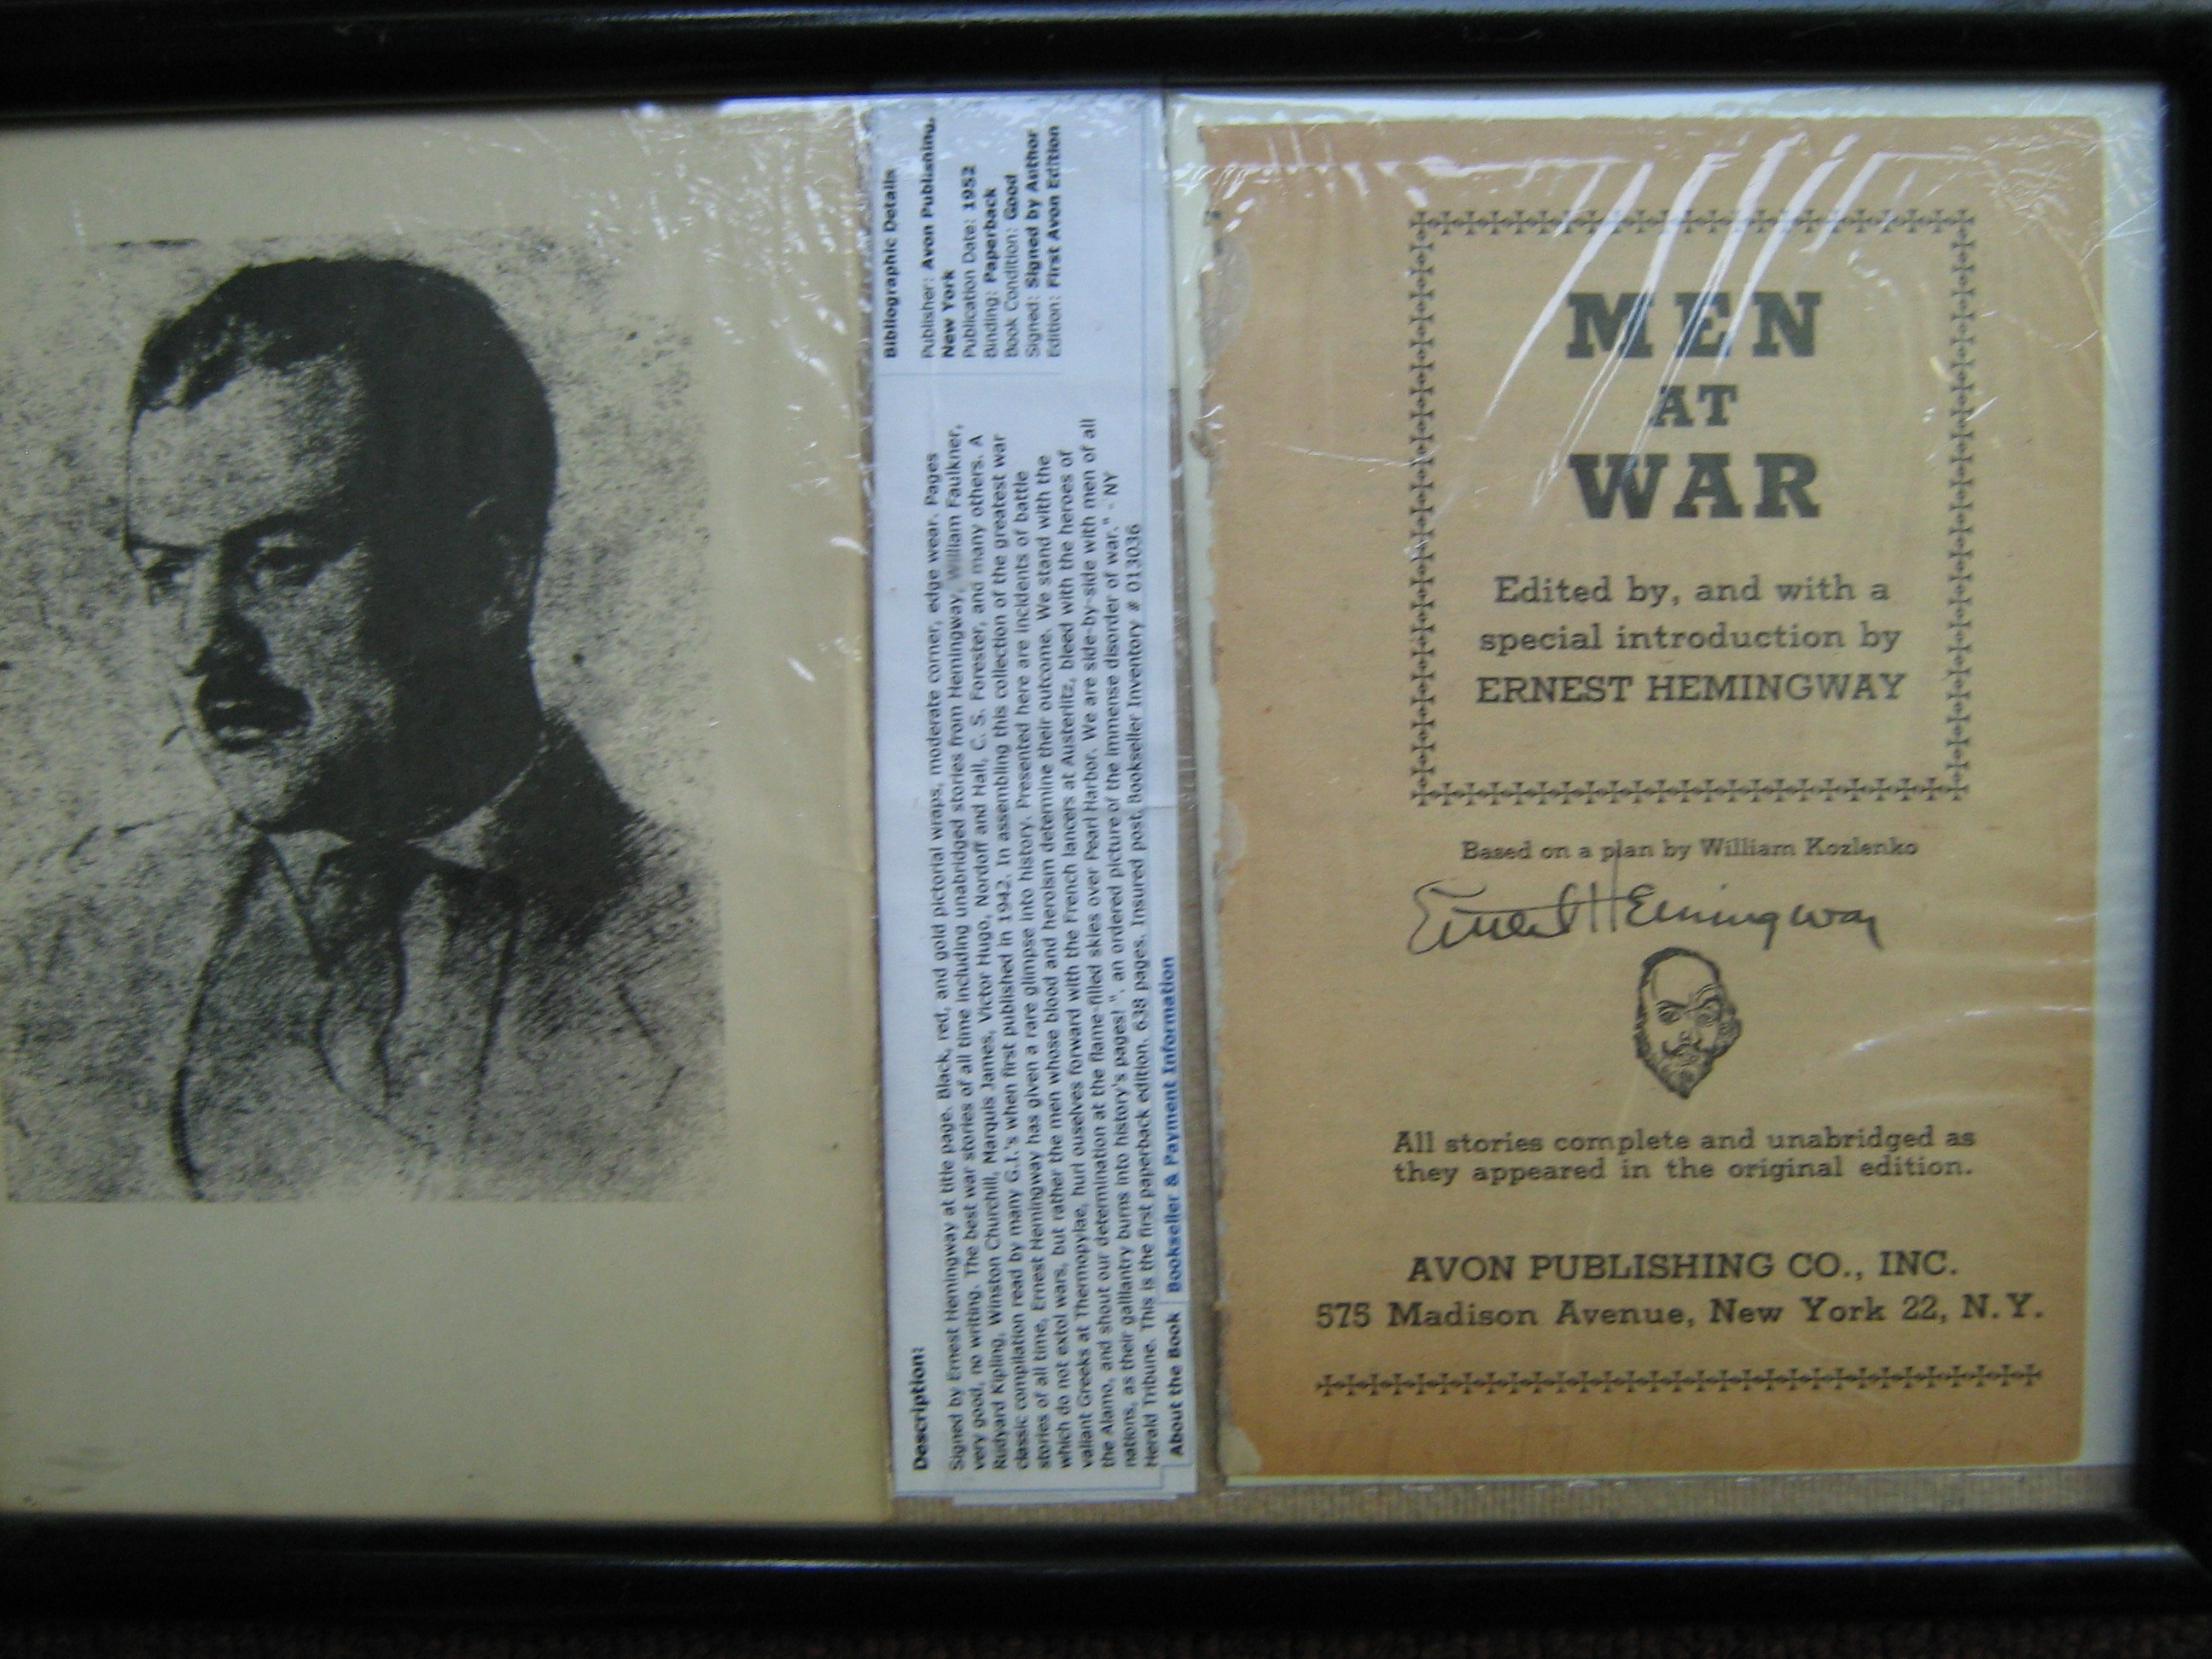 Bibliographic Details
Publisher: Avon Publishing,
New York
Publication Date: 1952
Binding: Paperback
Book Condition: Good
Signed: Signed by Author
Edition: First Avon Edition
Description:
Signed by Ernest Hemingway at title page. Black, red, and gold pictorial wraps, moderate corner, edge wear. Pages
very good, no writing. The best war stories of all time including unabridged stories from Hemingway, William Faulkner,
Rudyard Kipling, Winston Churchill, Marquis James, Victor Hugo, Nordoff and Hall, C. S. Forester, and many others. A
classic compilation read by many G.I.'s when first published in 1942. In assembling this collection of the greatest war
stories of all time, Ernest Hemingway has given a rare glimpse into history. Presented here are incidents of battle
which do not extol wars, but rather the men whose blood and heroism determine their outcome. We stand with the
valiant Greeks at Thermopylae, hurl ourselves forward with the French lancers at Austerlitz, bleed with the heroes of
the Alamo, and shout our determination at the flame-filled skies over Pearl Harbor. We are side-by-side with men of all
nations, as their gallantry burns into history's pages! ". an ordered picture of the immense disorder of war." - NY
Herald Tribune. This is the first paperback edition. 638 pages. Insured post. Bookseller Inventory # 013036
About the Book Bookseller & Payment Information
MEN
AT
WAR
Edited by, and with a
special introduction by
ERNEST HEMINGWAY
Based on a plan by William Kozlenko
Ernest Hemingway
All stories complete and unabridged as
they appeared in the original edition.
AVON PUBLISHING CO., INC.
575 Madison Avenue, New York 22, N.Y.